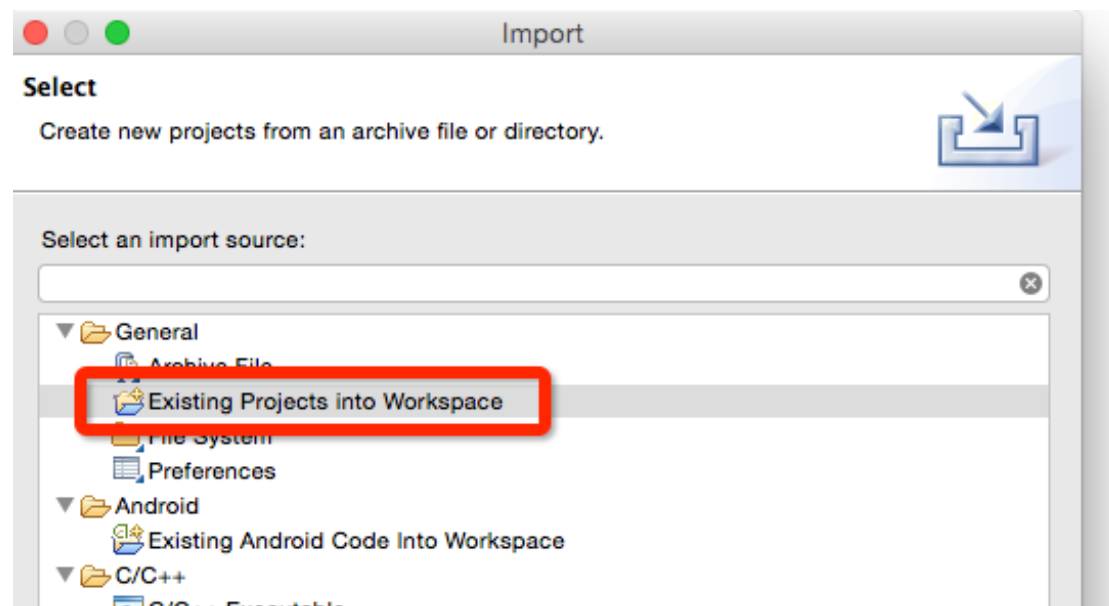 Import
Select
Create new projects from an archive file or directory.
Select an import source:
General
Archive File
Existing Projects into Workspace
File System
Preferences
Android
Existing Android Code Into Workspace
C/C++
C/C++ Executable